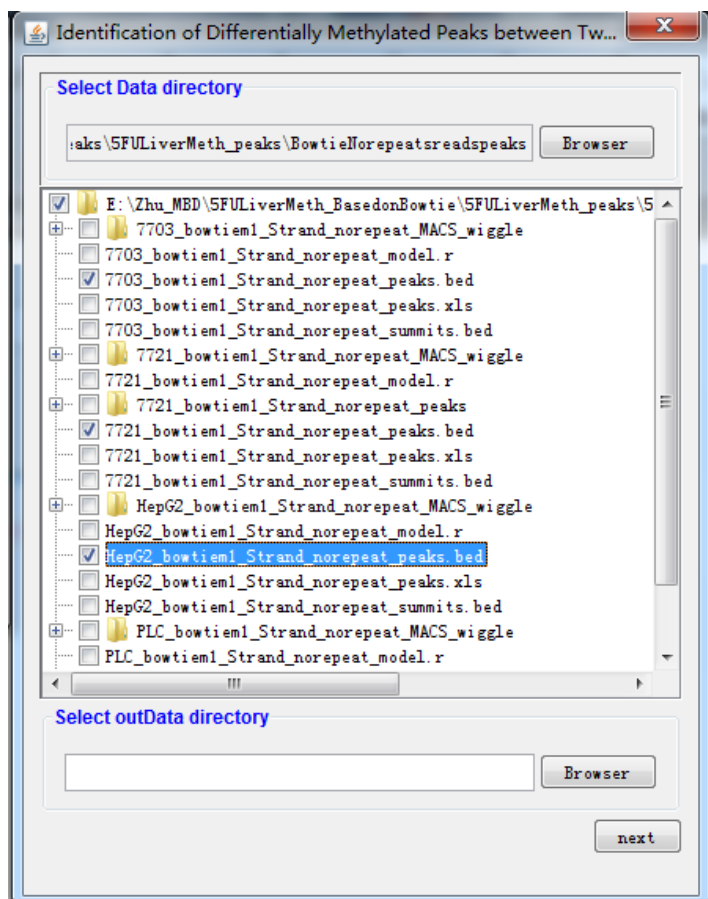 Identification of Differentially Methylated Peaks between Tw...
Select Data directory
:aks\5FULiverMeth_peaks\BowtieNorepeatsreadspeaks Browser
E:\Zhu_MBD\5FULiverMeth_BasedonBowtie\5FULiverMeth_peaks\5
7703_bowtiem1_Strand_norepeat_MACS_wiggle
7703_bowtiem1_Strand_norepeat_model.r
7703_bowtiem1_Strand_norepeat_peaks.bed
7703_bowtiem1_Strand_norepeat_peaks.xls
7703_bowtiem1_Strand_norepeat_summits.bed
7721_bowtiem1_Strand_norepeat_MACS_wiggle
7721_bowtiem1_Strand_norepeat_model.r
7721_bowtiem1_Strand_norepeat_peaks
7721_bowtiem1_Strand_norepeat_peaks.bed
7721_bowtiem1_Strand_norepeat_peaks.xls
7721_bowtiem1_Strand_norepeat_summits.bed
HepG2_bowtiem1_Strand_norepeat_MACS_wiggle
HepG2_bowtiem1_Strand_norepeat_model.r
HepG2_bowtiem1_Strand_norepeat_peaks.bed
HepG2_bowtiem1_Strand_norepeat_peaks.xls
HepG2_bowtiem1_Strand_norepeat_summits.bed
PLC_bowtiem1_Strand_norepeat_MACS_wiggle
PLC_bowtiem1_Strand_norepeat_model.r
Select outData directory
Browser
next